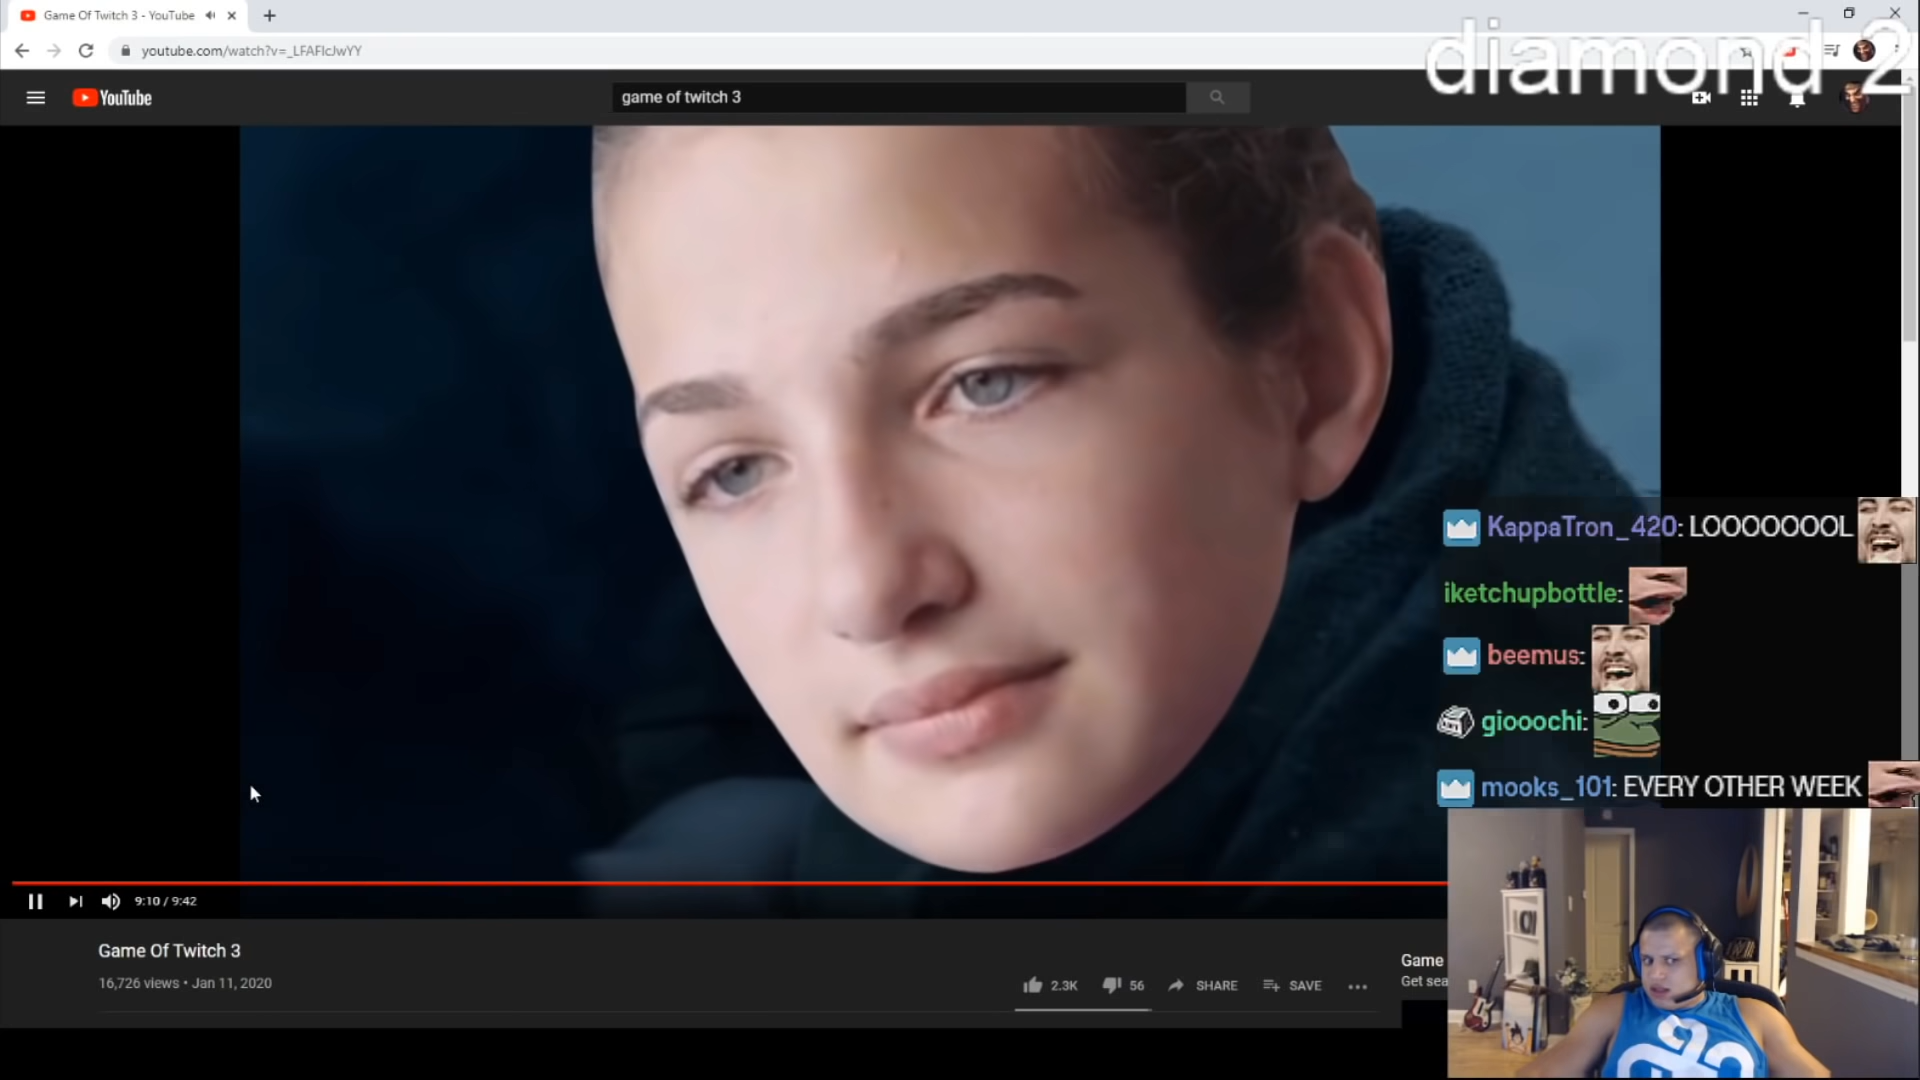 Game Of Twitch 3 - YouTube
youtube.com/watch?v=_LFAFlcJwYY
diamond 2
YouTube
game of twitch 3
KappaTron_420: LOOOOOOOL
iketchupbottle:
beemus:
giooochi:
mooks_101: EVERY OTHER WEEK
9:10 / 9:42
Game Of Twitch 3
16,726 views • Jan 11, 2020
2.3K
56
SHARE
SAVE
Game
Get sea